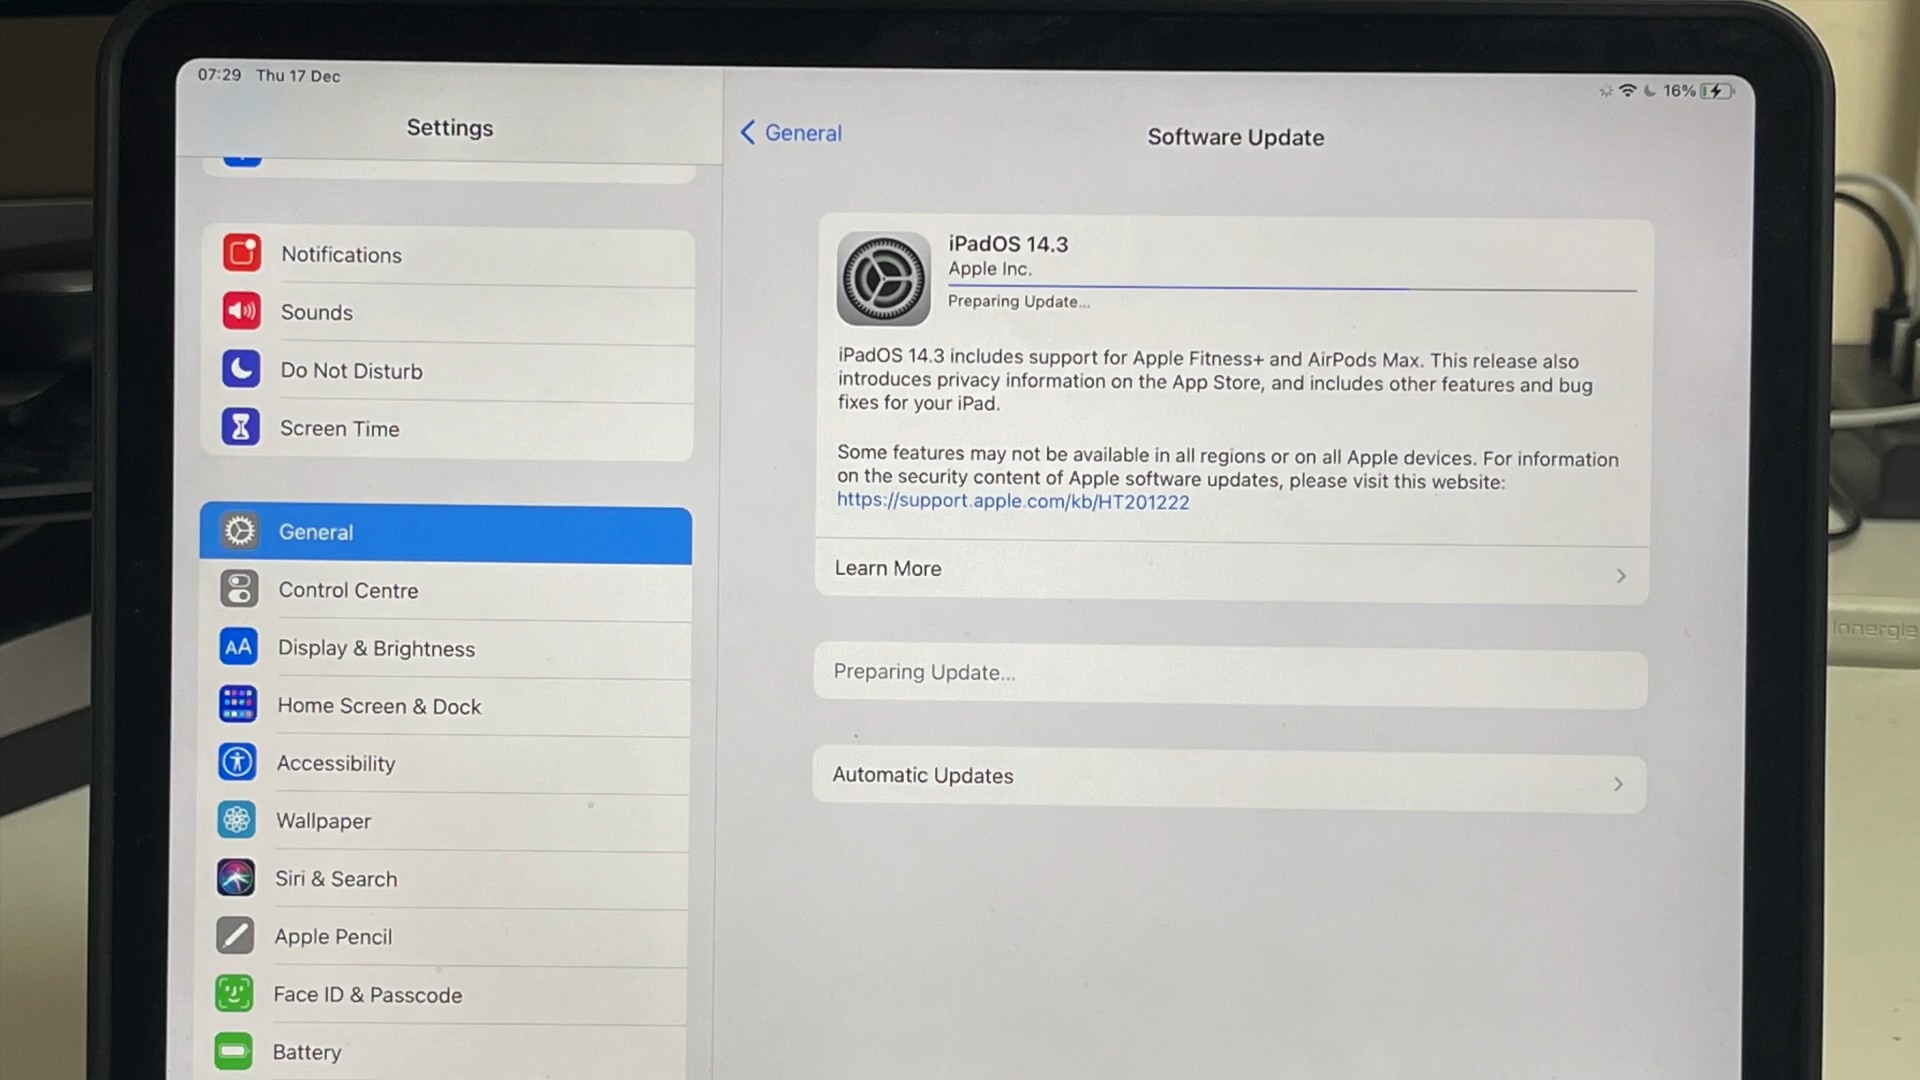 07:29 Thu 17 Dec
16%
Settings
Notifications
Sounds
Do Not Disturb
Screen Time
General
Control Centre
AA
Display & Brightness
Home Screen & Dock
Accessibility
Wallpaper
Siri & Search
Apple Pencil
Face ID & Passcode
Battery
General
Software Update
iPadOS 14.3
Apple Inc.
Preparing Update...
iPadOS 14.3 includes support for Apple Fitness+ and AirPods Max. This release also
introduces privacy information on the App Store, and includes other features and bug
fixes for your iPad.
Some features may not be available in all regions or on all Apple devices. For information
on the security content of Apple software updates, please visit this website:
https://support.apple.com/kb/HT201222
Learn More
Preparing Update...
Automatic Updates
Innergie